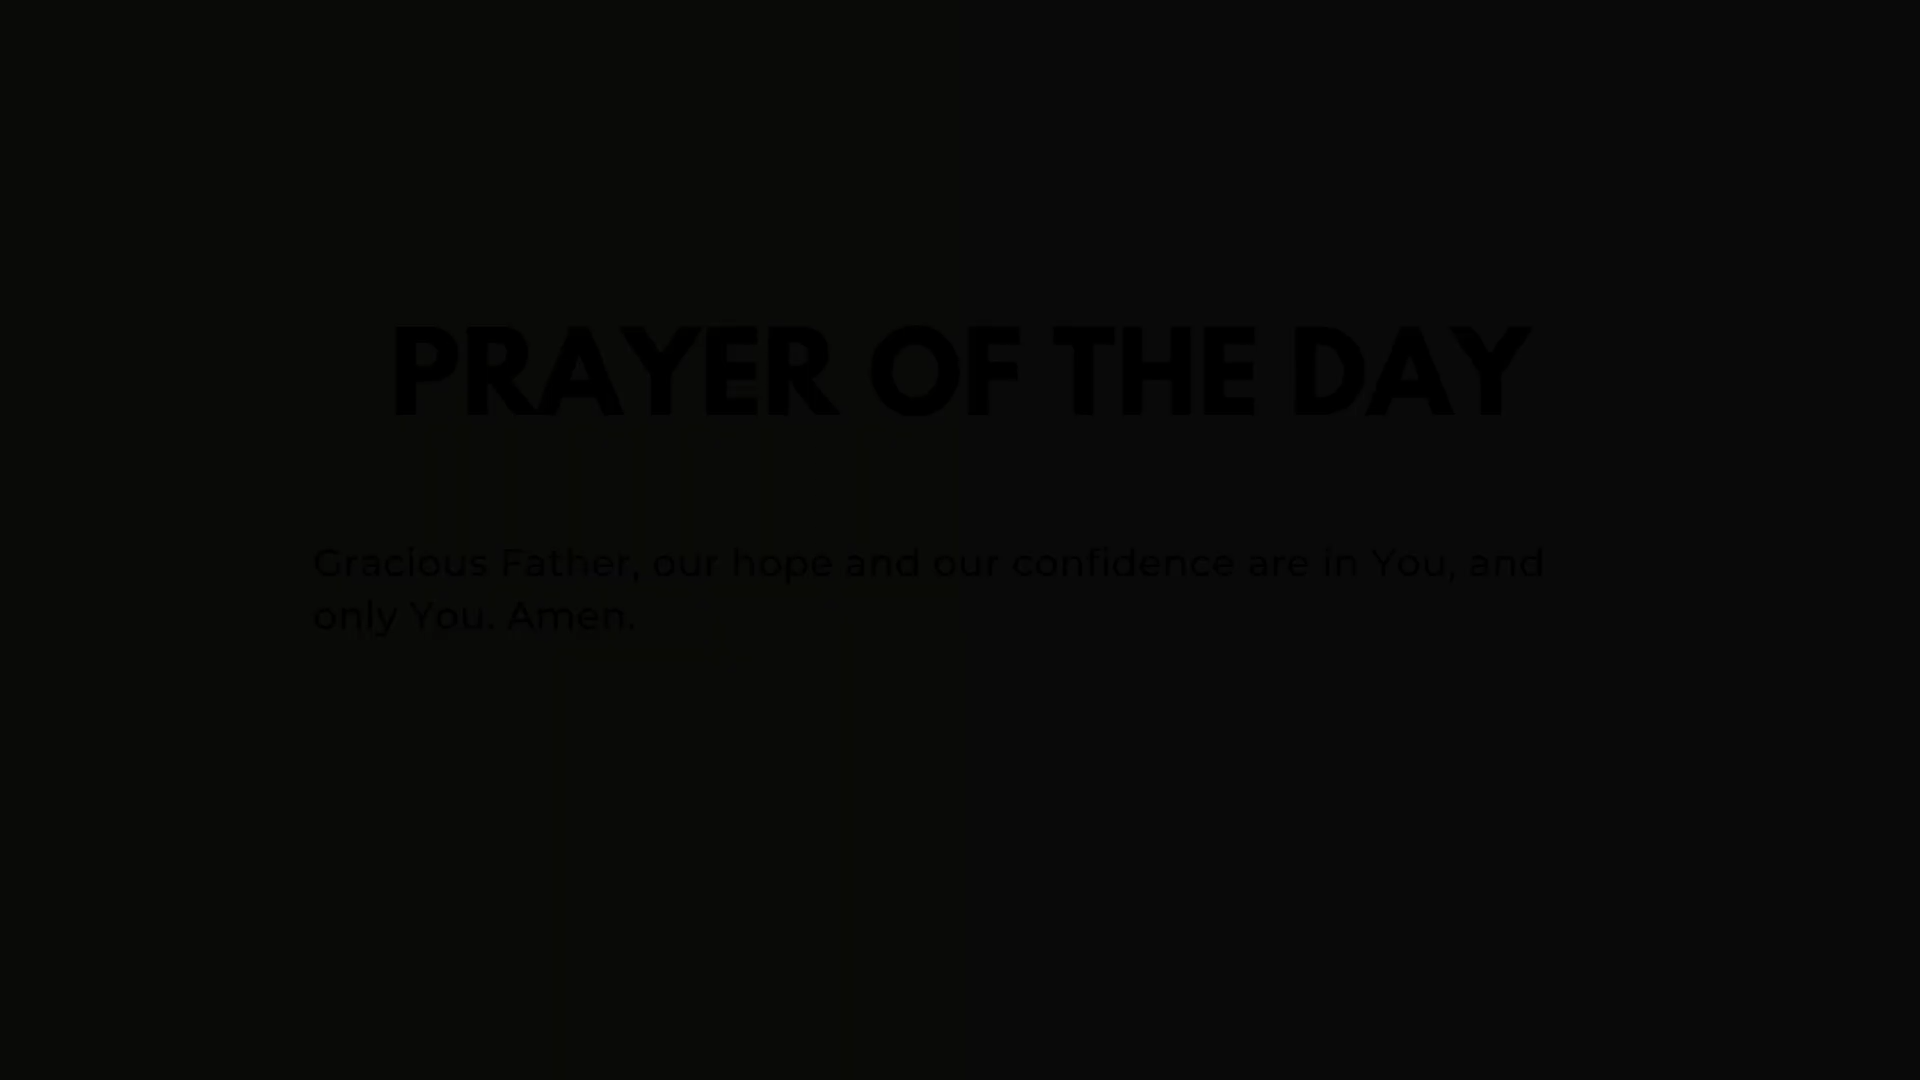 PRAYER OF THE DAY
Gracious Father, our hope and our confidence are in You, and
only You. Amen.